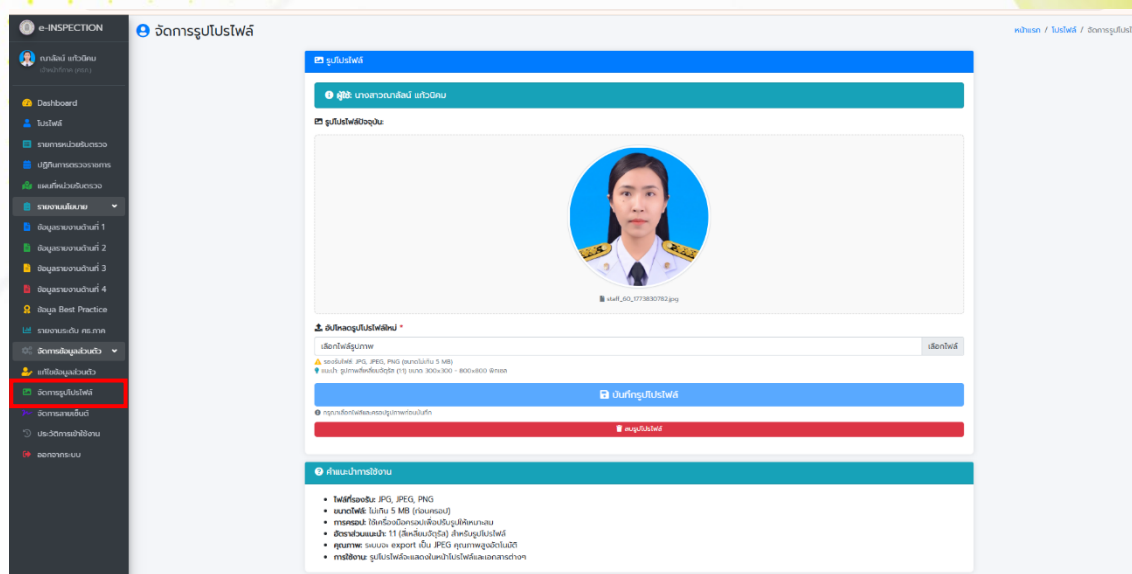 e-INSPECTION
ณาลัลน์ แก้วนิคม
Dashboard
โปรไฟล์
รายการหน่วยรับตรวจ
ปฏิทินการตรวจราชการ
แผนที่หน่วยรับตรวจ
รายงานนโยบาย
ข้อมูลรายงานด้านที่ 1
ข้อมูลรายงานด้านที่ 2
ข้อมูลรายงานด้านที่ 3
ข้อมูลรายงานด้านที่ 4
ข้อมูล Best Practice
รายงานระดับ ศธ.ภาค
จัดการข้อมูลส่วนตัว
แก้ไขข้อมูลส่วนตัว
จัดการรูปโปรไฟล์
จัดการลายเซ็นต์
ประวัติการเข้าใช้งาน
ออกจากระบบ
จัดการรูปโปรไฟล์
หน้าแรก / โปรไฟล์ / จัดการรูปโปรไ
รูปโปรไฟล์
ผู้ใช้: นางสาวณาลัลน์ แก้วนิคม
รูปโปรไฟล์ปัจจุบัน:
staff_60_1773830762.jpg
อัปโหลดรูปโปรไฟล์ใหม่ *
เลือกไฟล์รูปภาพ เลือกไฟล์
รองรับไฟล์: JPG, JPEG, PNG (ขนาดไม่เกิน 5 MB)
แนะนำ: รูปภาพสี่เหลี่ยมจัตุรัส (1:1) ขนาด 300x300 - 800x800 พิกเซล
บันทึกรูปโปรไฟล์
กรุณาเลือกไฟล์และครอปรูปภาพก่อนบันทึก
ลบรูปโปรไฟล์
คำแนะนำการใช้งาน
ไฟล์ที่รองรับ: JPG, JPEG, PNG
ขนาดไฟล์: ไม่เกิน 5 MB (ก่อนครอป)
การครอป: ใช้เครื่องมือครอปเพื่อปรับรูปให้เหมาะสม
อัตราส่วนแนะนำ: 1:1 (สี่เหลี่ยมจัตุรัส) สำหรับรูปโปรไฟล์
คุณภาพ: ระบบจะ export เป็น JPEG คุณภาพสูงอัตโนมัติ
การใช้งาน: รูปโปรไฟล์จะแสดงในหน้าโปรไฟล์และเอกสารต่างๆ